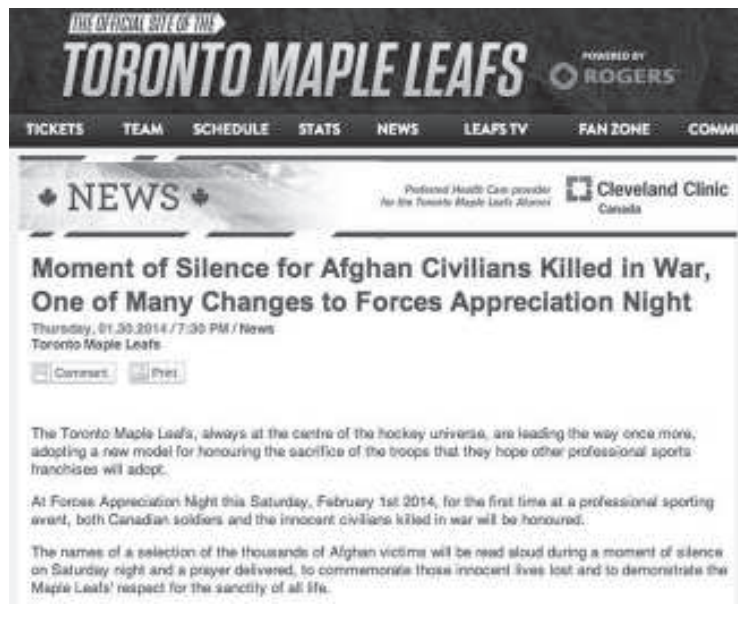 THE OFFICIAL SITE OF THE
TORONTO MAPLE LEAFS
POWERED BY
ROGERS
TICKETS TEAM SCHEDULE STATS NEWS LEAFS TV FAN ZONE COMMU
NEWS
Preferred Health Care provider
for the Toronto Maple Leafs Alumni
Cleveland Clinic
Canada
Moment of Silence for Afghan Civilians Killed in War,
One of Many Changes to Forces Appreciation Night
Thursday, 01.30.2014 / 7:30 PM / News
Toronto Maple Leafs
Comment Print
The Toronto Maple Leafs, always at the centre of the hockey universe, are leading the way once more,
adopting a new model for honouring the sacrifice of the troops that they hope other professional sports
franchises will adopt.
At Forces Appreciation Night this Saturday, February 1st 2014, for the first time at a professional sporting
event, both Canadian soldiers and the innocent civilians killed in war will be honoured.
The names of a selection of the thousands of Afghan victims will be read aloud during a moment of silence
on Saturday night and a prayer delivered, to commemorate those innocent lives lost and to demonstrate the
Maple Leafs' respect for the sanctity of all life.